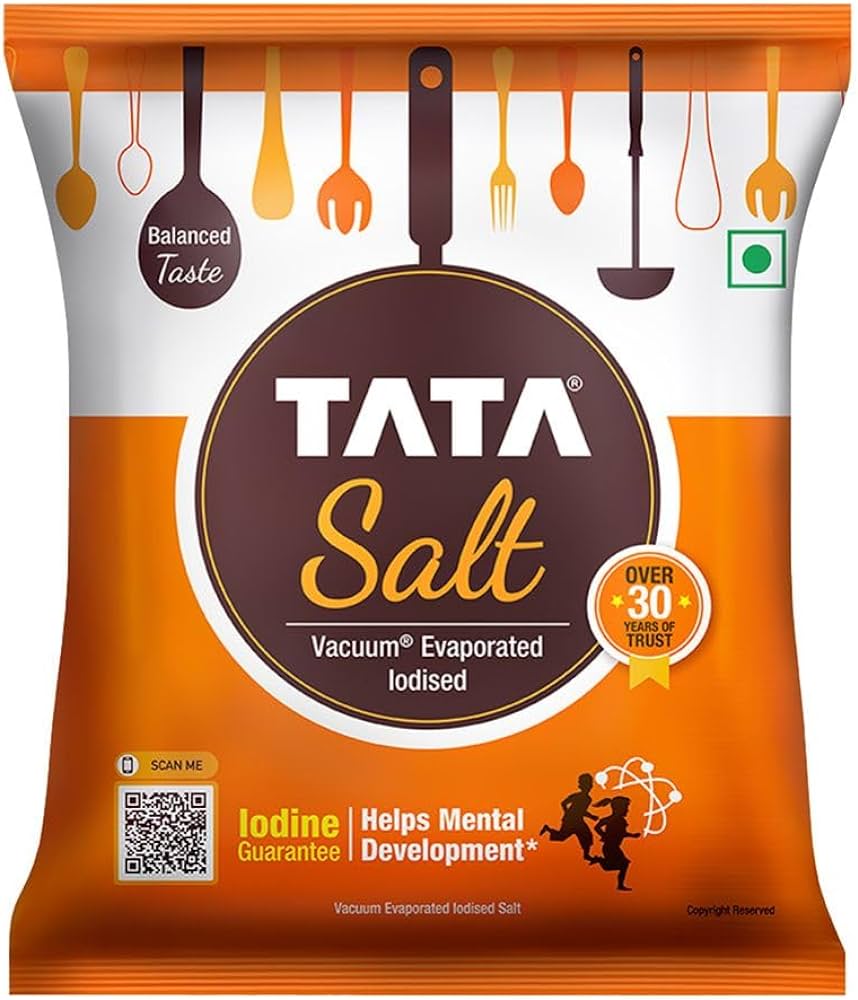 Balanced
Taste
TATA®
Salt
Vacuum® Evaporated
Iodised
OVER
30
YEARS OF
TRUST
SCAN ME
Iodine
Guarantee
Helps Mental
Development*
Vacuum Evaporated Iodised Salt
Copyright Reserved